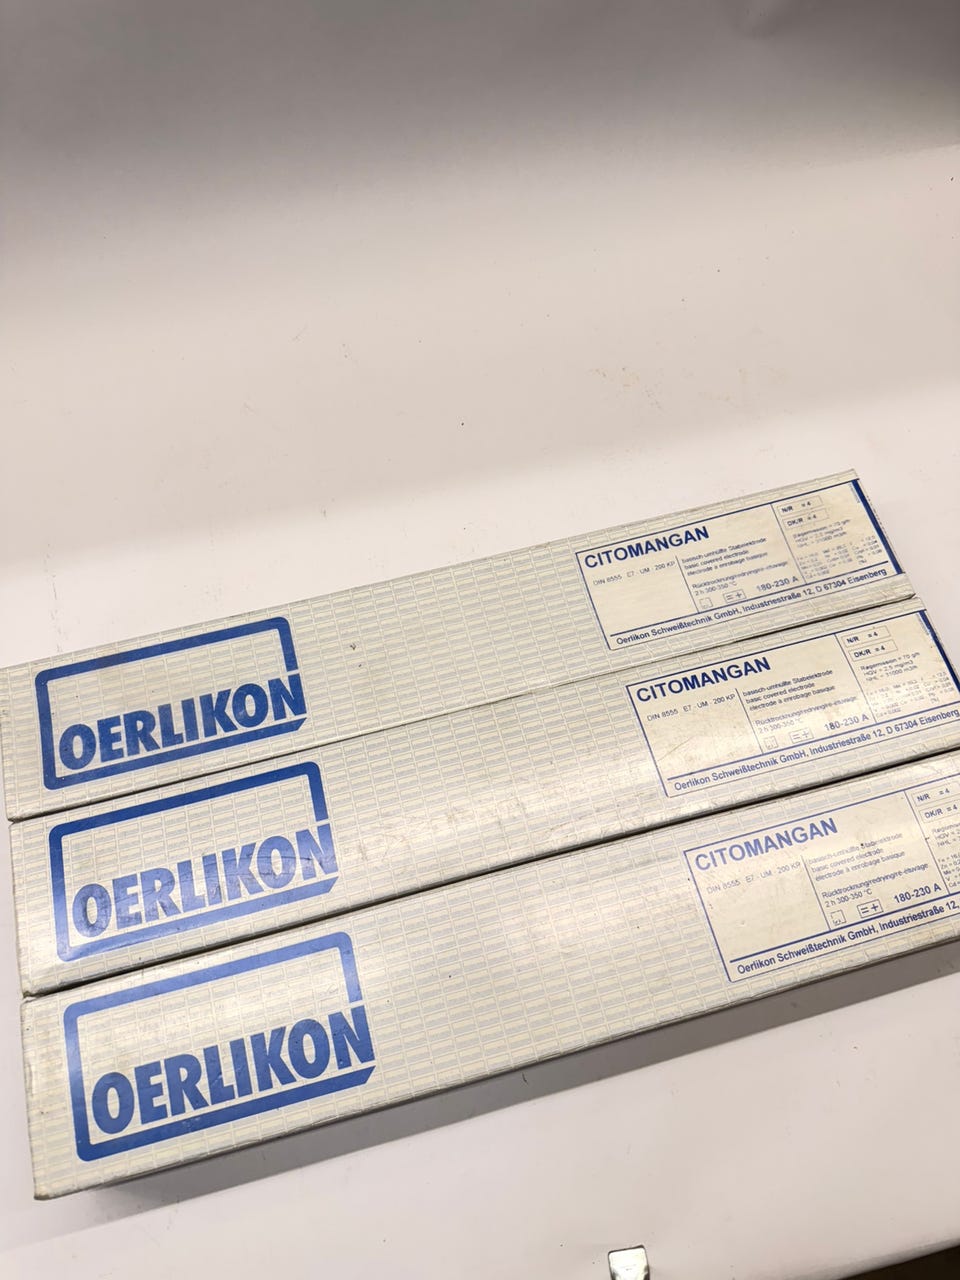 OERLIKON
CITOMANGAN
DIN 8555 E7 - UM - 200 KP
basisch-umhüllte Stabelektrode
basic covered electrode
electrode a enrobage basique
Rücktrocknung/redrying/re-étuvage
2 h 300-350 °C
=+
180-230 A
N/R = 4
DK/R = 4
Oerlikon Schweißtechnik GmbH, Industriestraße 12, D 67304 Eisenberg
OERLIKON
CITOMANGAN
DIN 8555 E7 - UM - 200 KP
basisch-umhüllte Stabelektrode
basic covered electrode
electrode a enrobage basique
Rücktrocknung/redrying/re-étuvage
2 h 300-350 °C
=+
180-230 A
N/R = 4
DK/R = 4
Oerlikon Schweißtechnik GmbH, Industriestraße 12, D 67304 Eisenberg
OERLIKON
CITOMANGAN
DIN 8555 E7 - UM - 200 KP
basisch-umhüllte Stabelektrode
basic covered electrode
electrode a enrobage basique
Rücktrocknung/redrying/re-étuvage
2 h 300-350 °C
=+
180-230 A
N/R = 4
DK/R = 4
Oerlikon Schweißtechnik GmbH, Industriestraße 12,